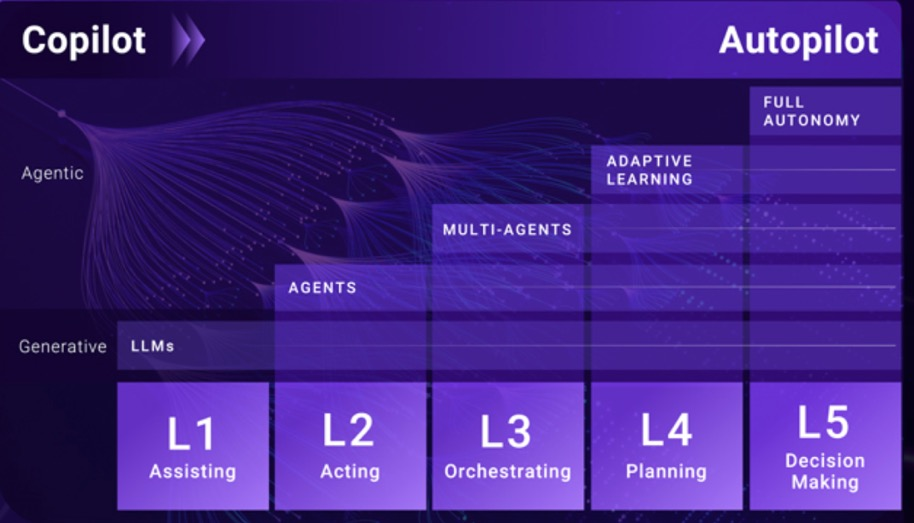 Copilot
Autopilot
FULL
AUTONOMY
Agentic
ADAPTIVE
LEARNING
MULTI-AGENTS
AGENTS
Generative
LLMs
L1
Assisting
L2
Acting
L3
Orchestrating
L4
Planning
L5
Decision
Making